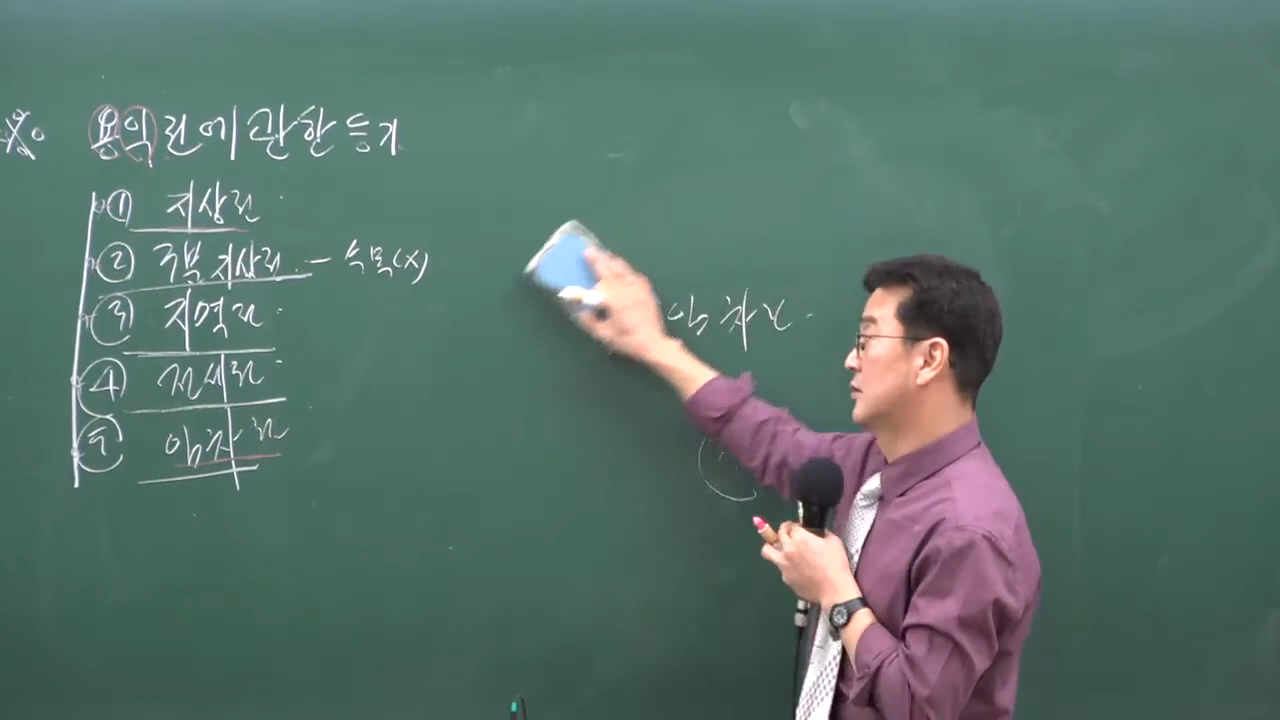 ※. 용익권에 관한 등기
① 지상권.
② 구분지상권. - 수목(X)
③ 지역권.
④ 전세권.
⑤ 임차권
임차